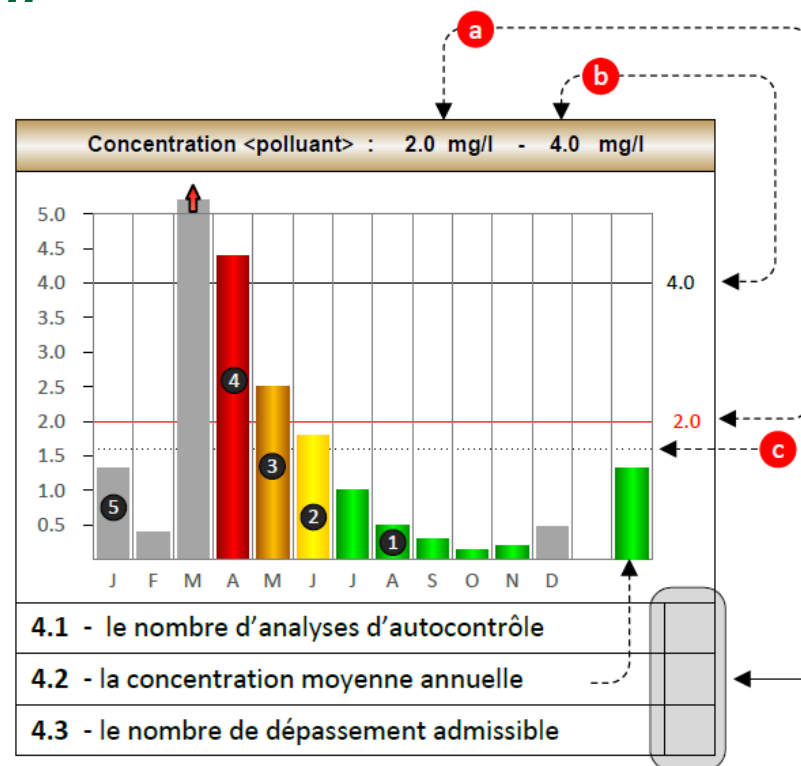 a
b
Concentration <polluant> : 2.0 mg/l - 4.0 mg/l
5.0
4.5
4.0
4.0
3.5
3.0
2.5
4
2.0
2.0
1.5
c
3
1.0
5
2
0.5
1
J F M A M J J A S O N D
4.1 - le nombre d'analyses d'autocontrôle
4.2 - la concentration moyenne annuelle
4.3 - le nombre de dépassement admissible